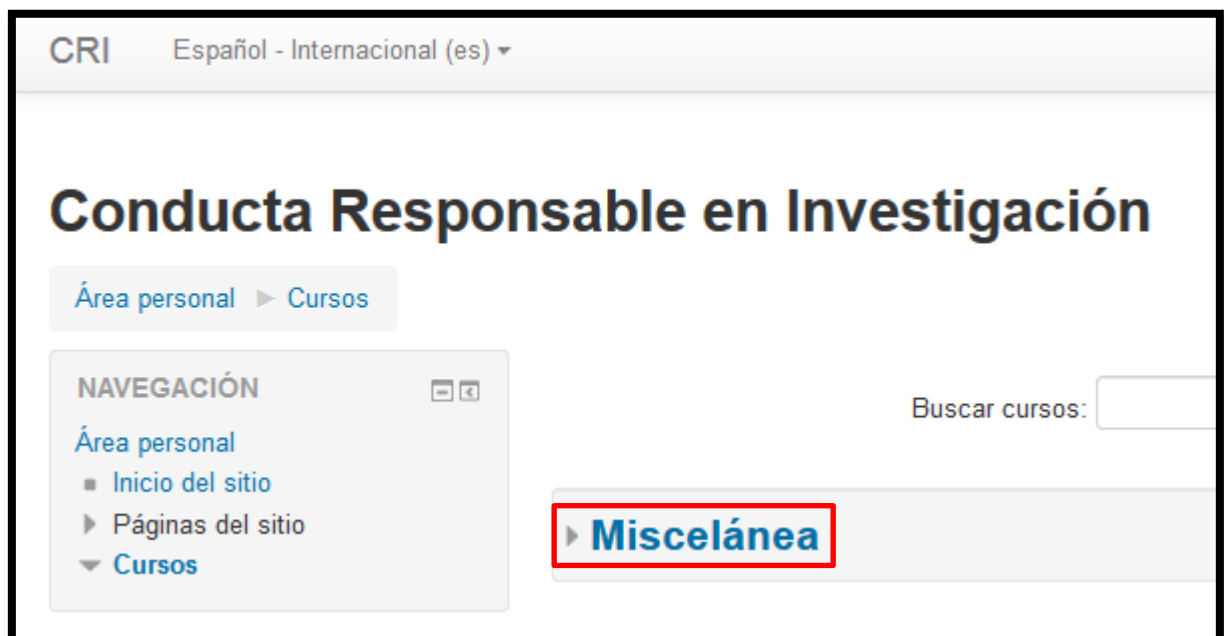 CRI Español - Internacional (es)
Conducta Responsable en Investigación
Área personal Cursos
NAVEGACIÓN
Área personal
Inicio del sitio
Páginas del sitio
Cursos
Buscar cursos:
Miscelánea